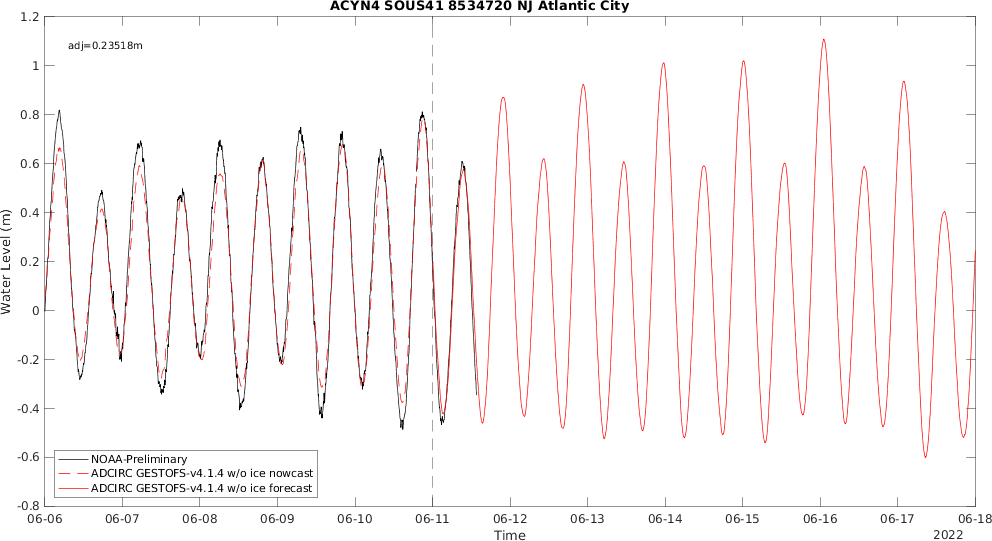 ACYN4 SOUS41 8534720 NJ Atlantic City
adj=0.23518m
Water Level (m)
1.2
1
0.8
0.6
0.4
0.2
0
-0.2
-0.4
-0.6
-0.8
NOAA-Preliminary
ADCIRC GESTOFS-v4.1.4 w/o ice nowcast
ADCIRC GESTOFS-v4.1.4 w/o ice forecast
06-06 06-07 06-08 06-09 06-10 06-11 06-12 06-13 06-14 06-15 06-16 06-17 06-18
Time
2022